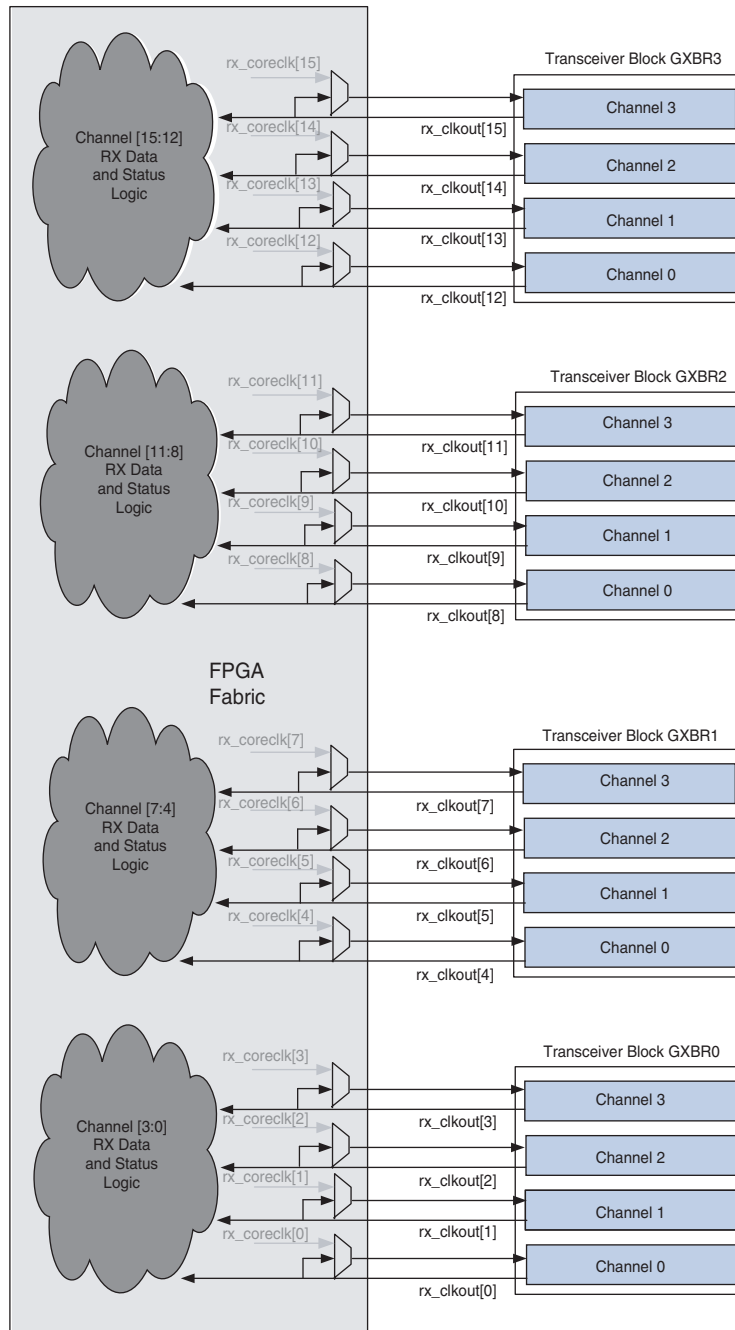 rx_coreclk[15]
Transceiver Block GXBR3
Channel 3
rx_clkout[15]
Channel [15:12]
RX Data
and Status
Logic
rx_coreclk[14]
Channel 2
rx_clkout[14]
rx_coreclk[13]
Channel 1
rx_clkout[13]
rx_coreclk[12]
Channel 0
rx_clkout[12]
Transceiver Block GXBR2
rx_coreclk[11]
Channel 3
rx_clkout[11]
Channel [11:8]
RX Data
and Status
Logic
rx_coreclk[10]
Channel 2
rx_clkout[10]
rx_coreclk[9]
Channel 1
rx_clkout[9]
rx_coreclk[8]
Channel 0
rx_clkout[8]
FPGA
Fabric
Transceiver Block GXBR1
rx_coreclk[7]
Channel 3
rx_clkout[7]
Channel [7:4]
RX Data
and Status
Logic
rx_coreclk[6]
Channel 2
rx_clkout[6]
rx_coreclk[5]
Channel 1
rx_clkout[5]
rx_coreclk[4]
Channel 0
rx_clkout[4]
Transceiver Block GXBR0
rx_coreclk[3]
Channel 3
rx_clkout[3]
Channel [3:0]
RX Data
and Status
Logic
rx_coreclk[2]
Channel 2
rx_clkout[2]
rx_coreclk[1]
Channel 1
rx_clkout[1]
rx_coreclk[0]
Channel 0
rx_clkout[0]